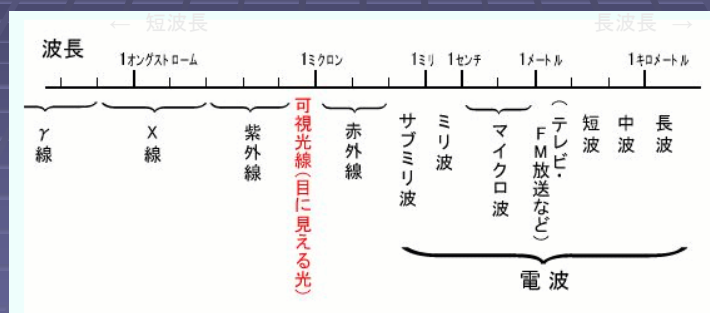 ← 短波長
長波長 →
波長
1オングストローム
1ミクロン
1ミリ
1センチ
1メートル
1キロメートル
γ線
X線
紫外線
可視光線(目に見える光)
赤外線
サブミリ波
ミリ波
マイクロ波
(テレビ・
FM放送など)
短波
中波
長波
電波